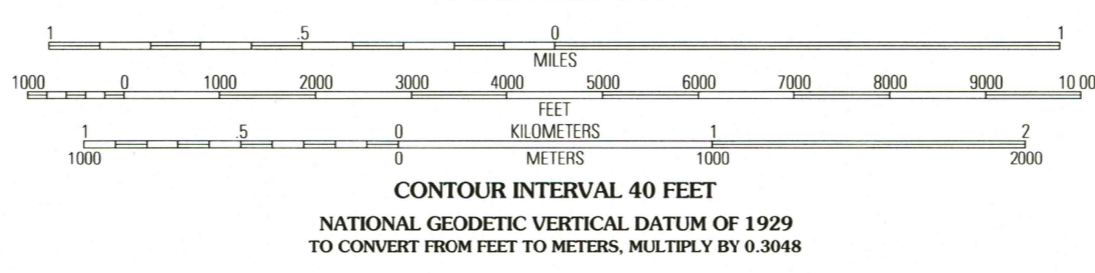 1 .5 0 1
MILES
1000 0 1000 2000 3000 4000 5000 6000 7000 8000 9000 10 00
FEET
1 .5 0 KILOMETERS 1 2
1000 0 METERS 1000 2000
CONTOUR INTERVAL 40 FEET
NATIONAL GEODETIC VERTICAL DATUM OF 1929
TO CONVERT FROM FEET TO METERS, MULTIPLY BY 0.3048